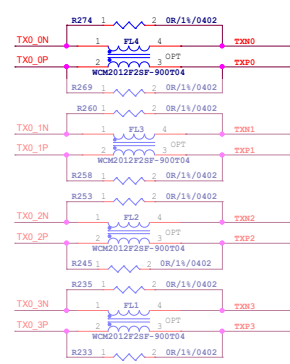 R274 1 2 0R/1%/0402
TX0_0N 1 FL4 4 TXN0
OPT
TX0_0P 2 3 TXP0
WCM2012F2SF-900T04
R269 1 2 0R/1%/0402
R260 1 2 0R/1%/0402
TX0_1N 1 FL3 4 TXN1
OPT
TX0_1P 2 3 TXP1
WCM2012F2SF-900T04
R258 1 2 0R/1%/0402
R253 1 2 0R/1%/0402
TX0_2N 1 FL2 4 TXN2
TX0_2P 2 3 OPT TXP2
WCM2012F2SF-900T04
R245 1 2 0R/1%/0402
R235 1 2 0R/1%/0402
TX0_3N 1 FL1 4 TXN3
OPT
TX0_3P 2 3 TXP3
WCM2012F2SF-900T04
R233 1 2 0R/1%/0402